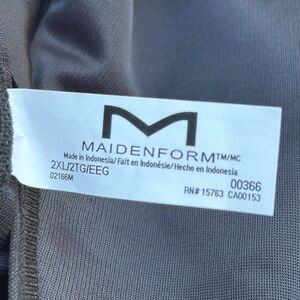 M
MAIDENFORM™/MC
Made in Indonesia/ Fait en Indonésie/ Hecho en Indonesia
2XL/2TG/EEG
02166M
00366
RN# 15763 CA00153